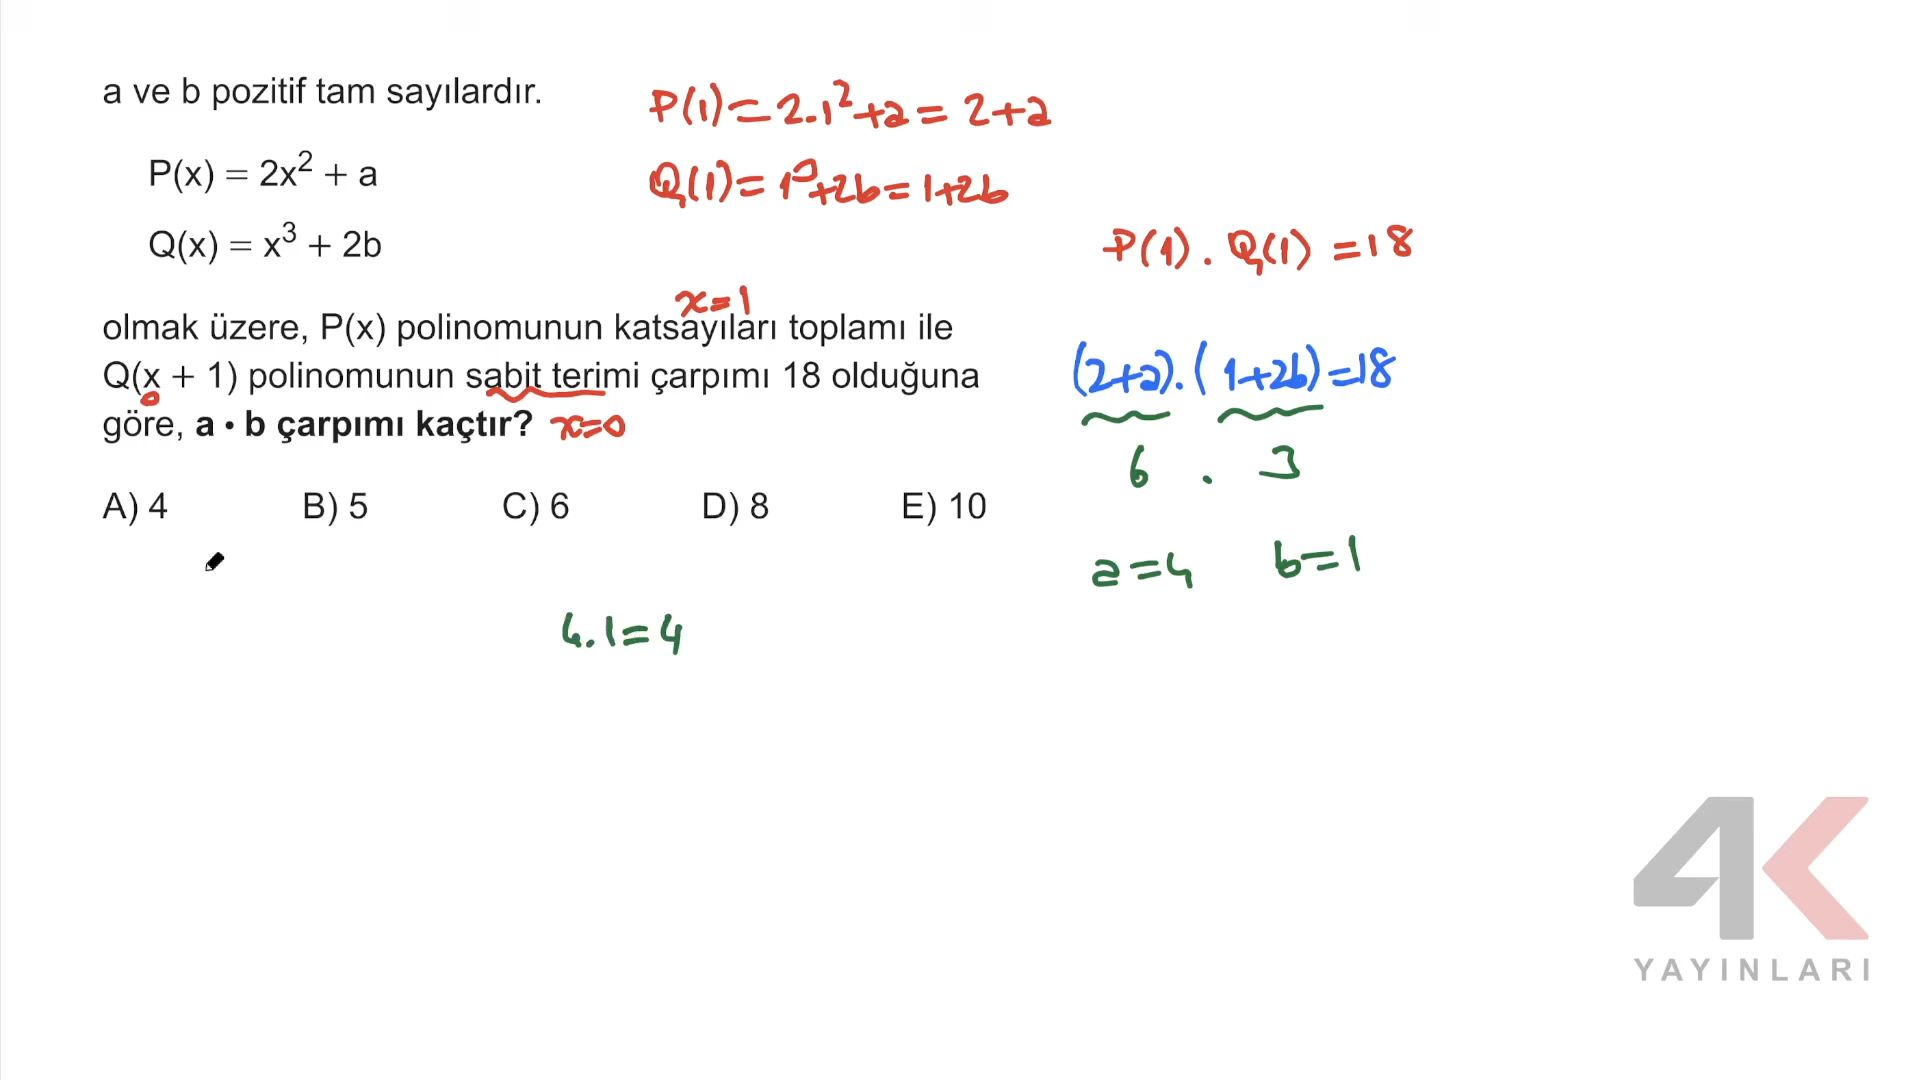 a ve b pozitif tam sayılardır.
P(x) = 2x² + a
Q(x) = x³ + 2b
olmak üzere, P(x) polinomunun katsayıları toplamı ile
Q(x + 1) polinomunun sabit terimi çarpımı 18 olduğuna
göre, a • b çarpımı kaçtır?
x=1
x=0
A) 4 B) 5 C) 6 D) 8 E) 10
P(1)=2.1²+a=2+a
Q(1)=1³+2b=1+2b
P(1).Q(1)=18
(2+a).(1+2b)=18
6 . 3
a=4 b=1
4.1=4
4K
YAYINLARI